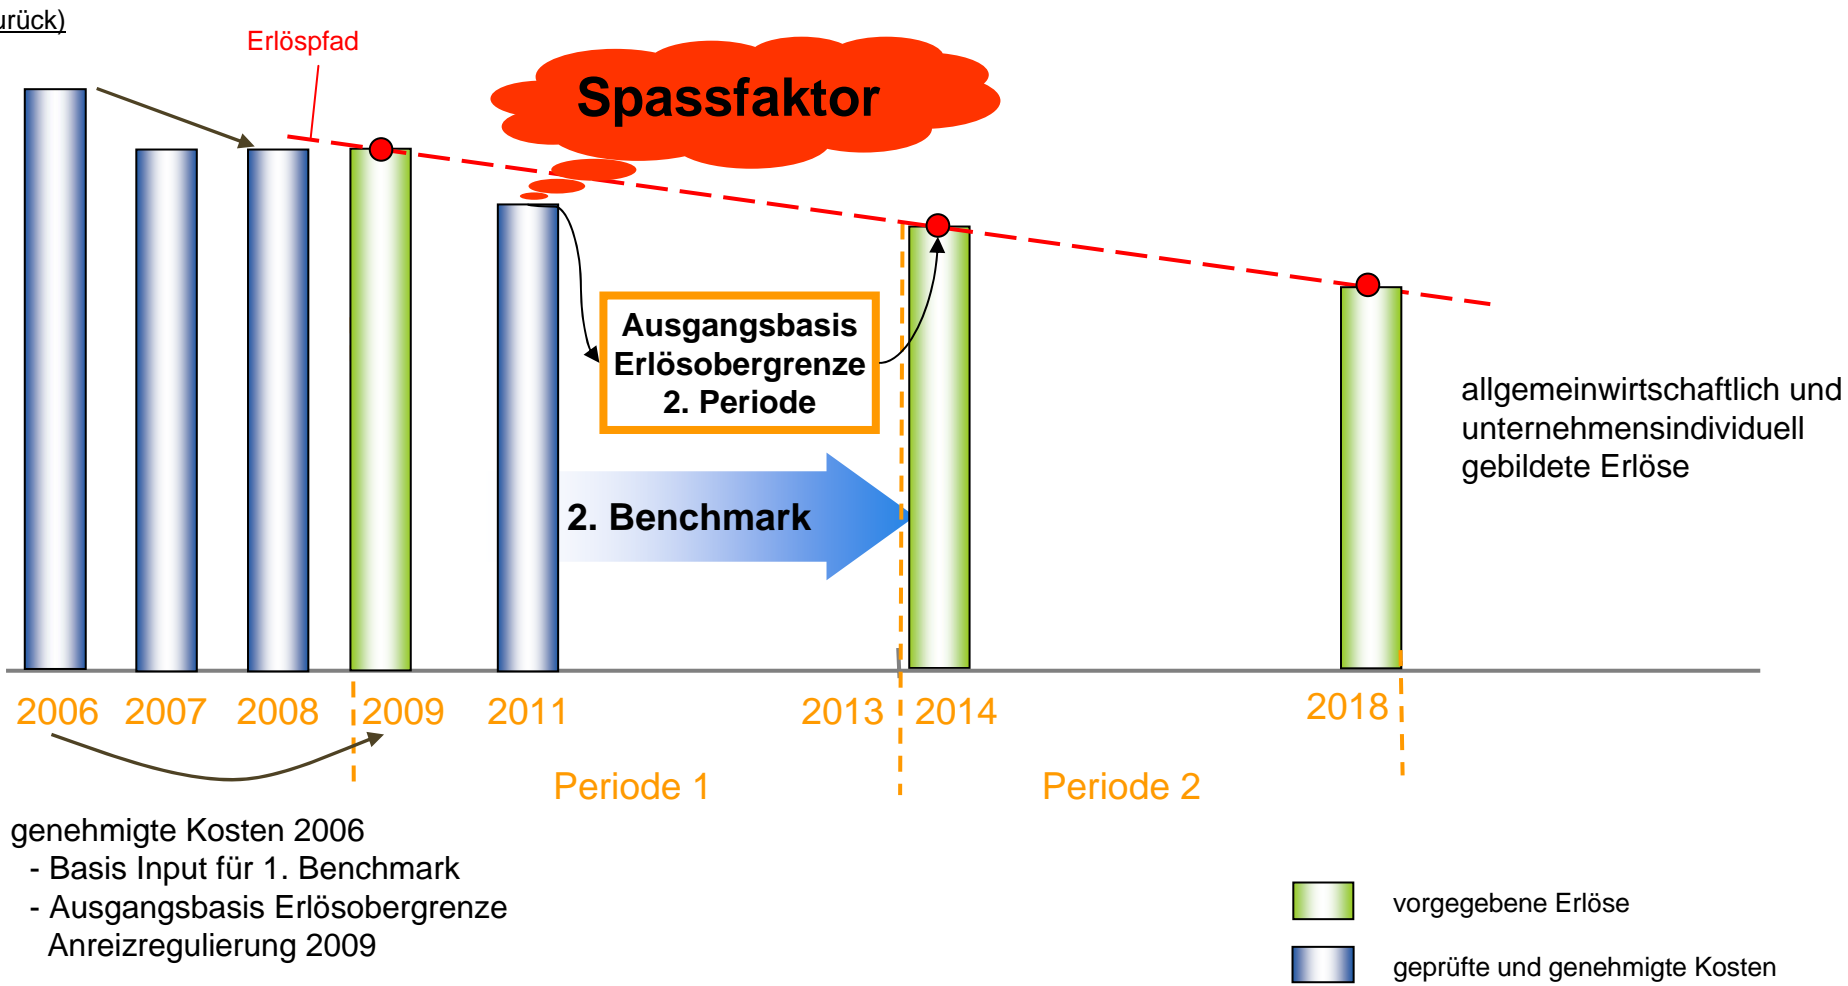 urück)
Erlöspfad
Spassfaktor
Ausgangsbasis
Erlösobergrenze
2. Periode
allgemeinwirtschaftlich und
unternehmensindividuell
gebildete Erlöse
2. Benchmark
2006 2007 2008 2009 2011 2013 2014 2018
Periode 1 Periode 2
genehmigte Kosten 2006
- Basis Input für 1. Benchmark
- Ausgangsbasis Erlösobergrenze
Anreizregulierung 2009
vorgegebene Erlöse
geprüfte und genehmigte Kosten